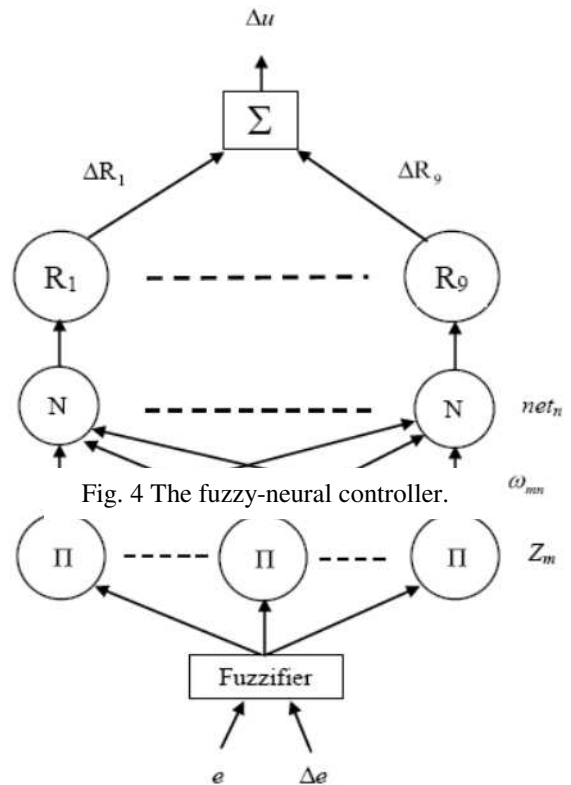 Δu
Σ
ΔR₁ ΔR₉
R₁ R₉
N N netₙ
Fig. 4 The fuzzy-neural controller. ωₘₙ
Π Π Π Zₘ
Fuzzifier
e Δe